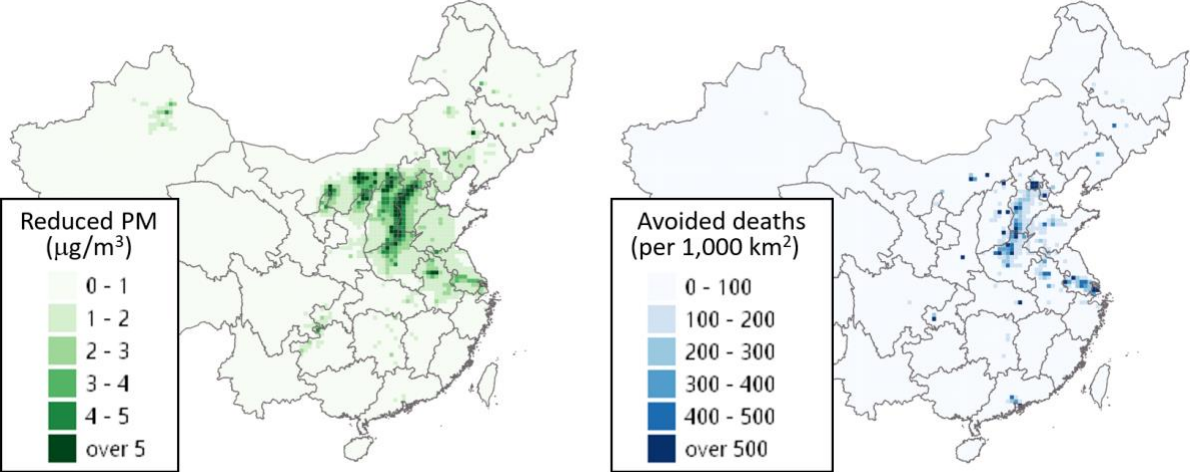 Reduced PM
(μg/m³)
0 - 1
1 - 2
2 - 3
3 - 4
4 - 5
over 5
Avoided deaths
(per 1,000 km²)
0 - 100
100 - 200
200 - 300
300 - 400
400 - 500
over 500